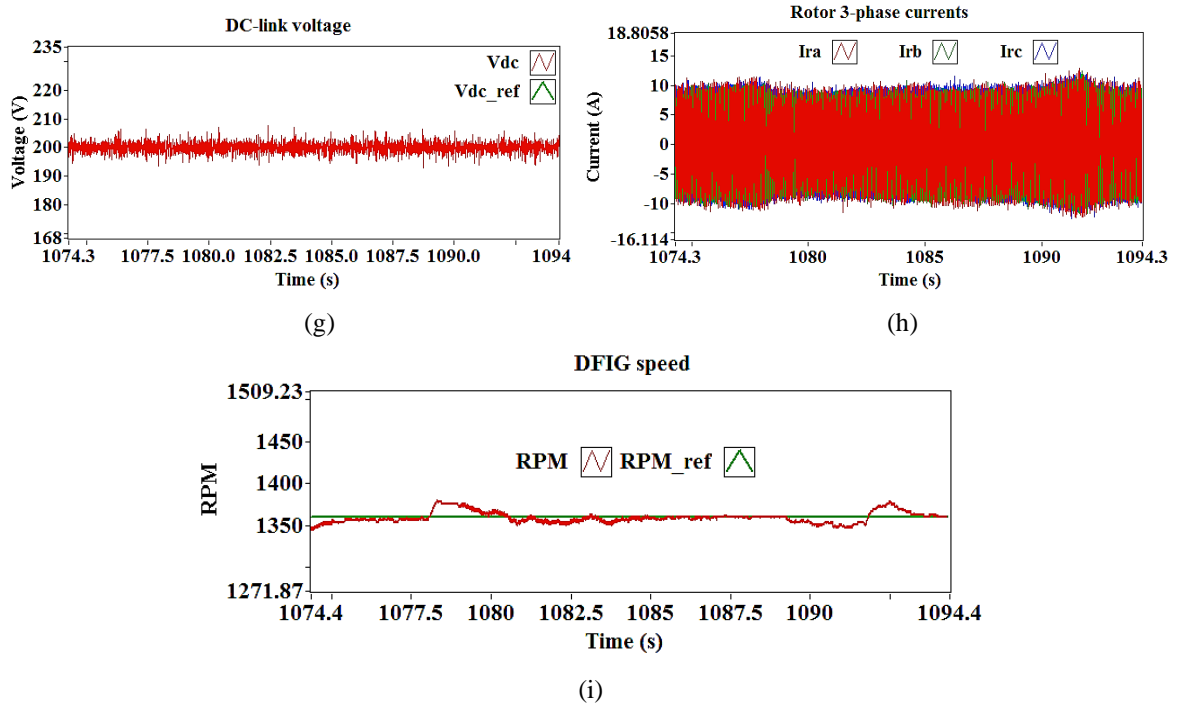 DC-link voltage
Voltage (V)
235
220
210
200
190
180
168
Vdc
Vdc_ref
1074.3 1077.5 1080.0 1082.5 1085.0 1087.5 1090.0 1094
Time (s)
(g)
Rotor 3-phase currents
Current (A)
18.8058
15
10
5
0
-5
-10
-16.114
Ira Irb Irc
1074.3 1080 1085 1090 1094.3
Time (s)
(h)
DFIG speed
RPM
1509.23
1450
1400
1350
1271.87
RPM RPM_ref
1074.4 1077.5 1080 1082.5 1085 1087.5 1090 1094.4
Time (s)
(i)